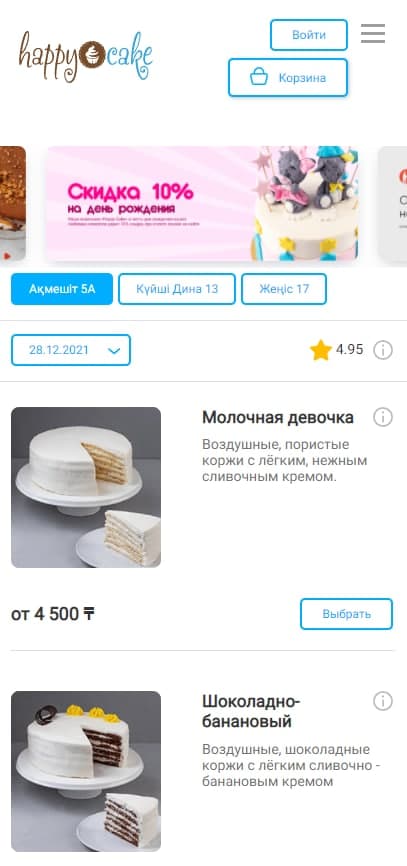 Войти
happy cake
Корзина
Скидка 10%
на день рождения
Ақмешіт 5А
Күйші Дина 13
Жеңіс 17
28.12.2021
4.95
Молочная девочка
Воздушные, пористые
коржи с лёгким, нежным
сливочным кремом.
от 4 500 ₸
Выбрать
Шоколадно-
банановый
Воздушные, шоколадные
коржи с лёгким сливочно -
банановым кремом